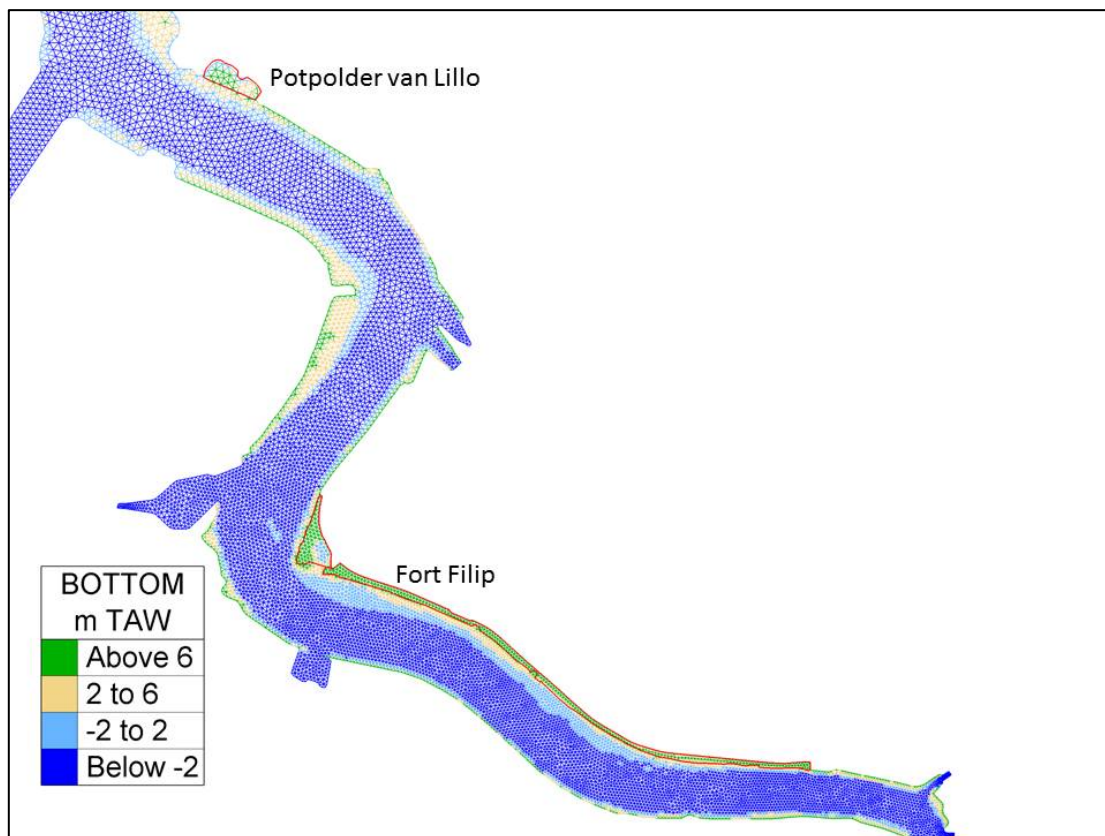 Potpolder van Lillo
Fort Filip
BOTTOM
m TAW
Above 6
2 to 6
-2 to 2
Below -2